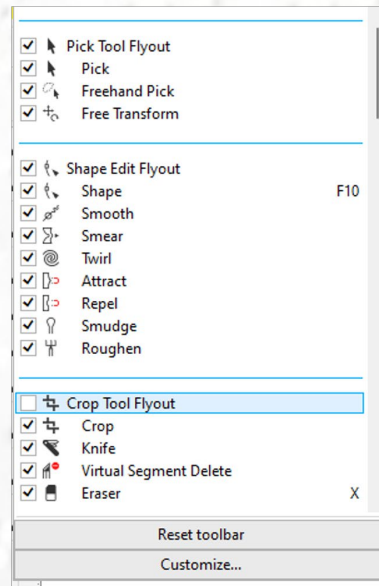 Pick Tool Flyout
Pick
Freehand Pick
Free Transform
Shape Edit Flyout
Shape F10
Smooth
Smear
Twirl
Attract
Repel
Smudge
Roughen
Crop Tool Flyout
Crop
Knife
Virtual Segment Delete
Eraser X
Reset toolbar
Customize...